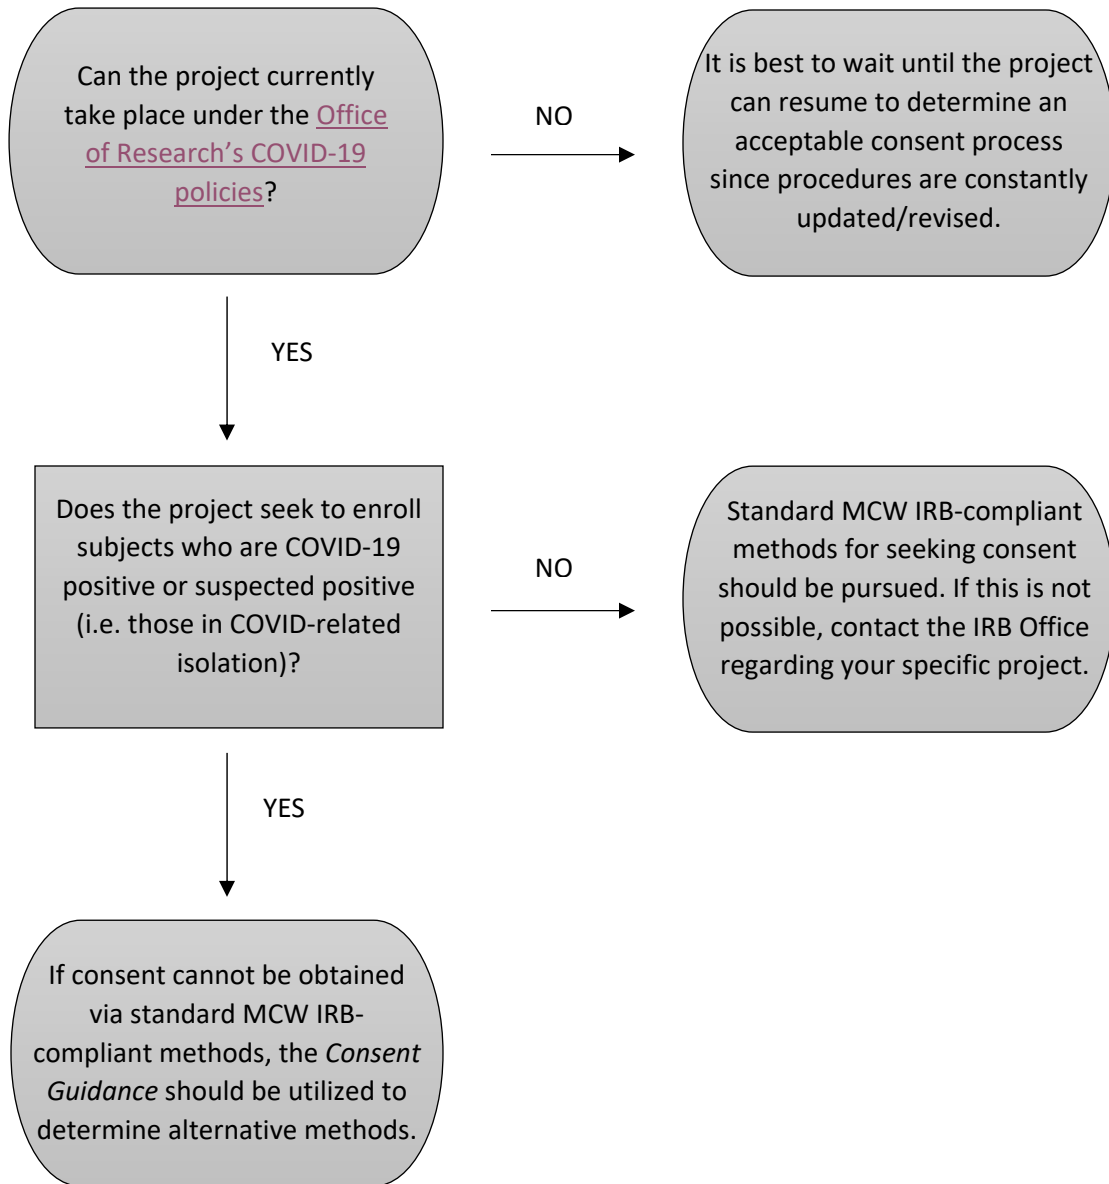 Can the project currently
take place under the Office
of Research’s COVID-19
policies?
NO
It is best to wait until the project
can resume to determine an
acceptable consent process
since procedures are constantly
updated/revised.
YES
Does the project seek to enroll
subjects who are COVID-19
positive or suspected positive
(i.e. those in COVID-related
isolation)?
NO
Standard MCW IRB-compliant
methods for seeking consent
should be pursued. If this is not
possible, contact the IRB Office
regarding your specific project.
YES
If consent cannot be obtained
via standard MCW IRB-
compliant methods, the Consent
Guidance should be utilized to
determine alternative methods.